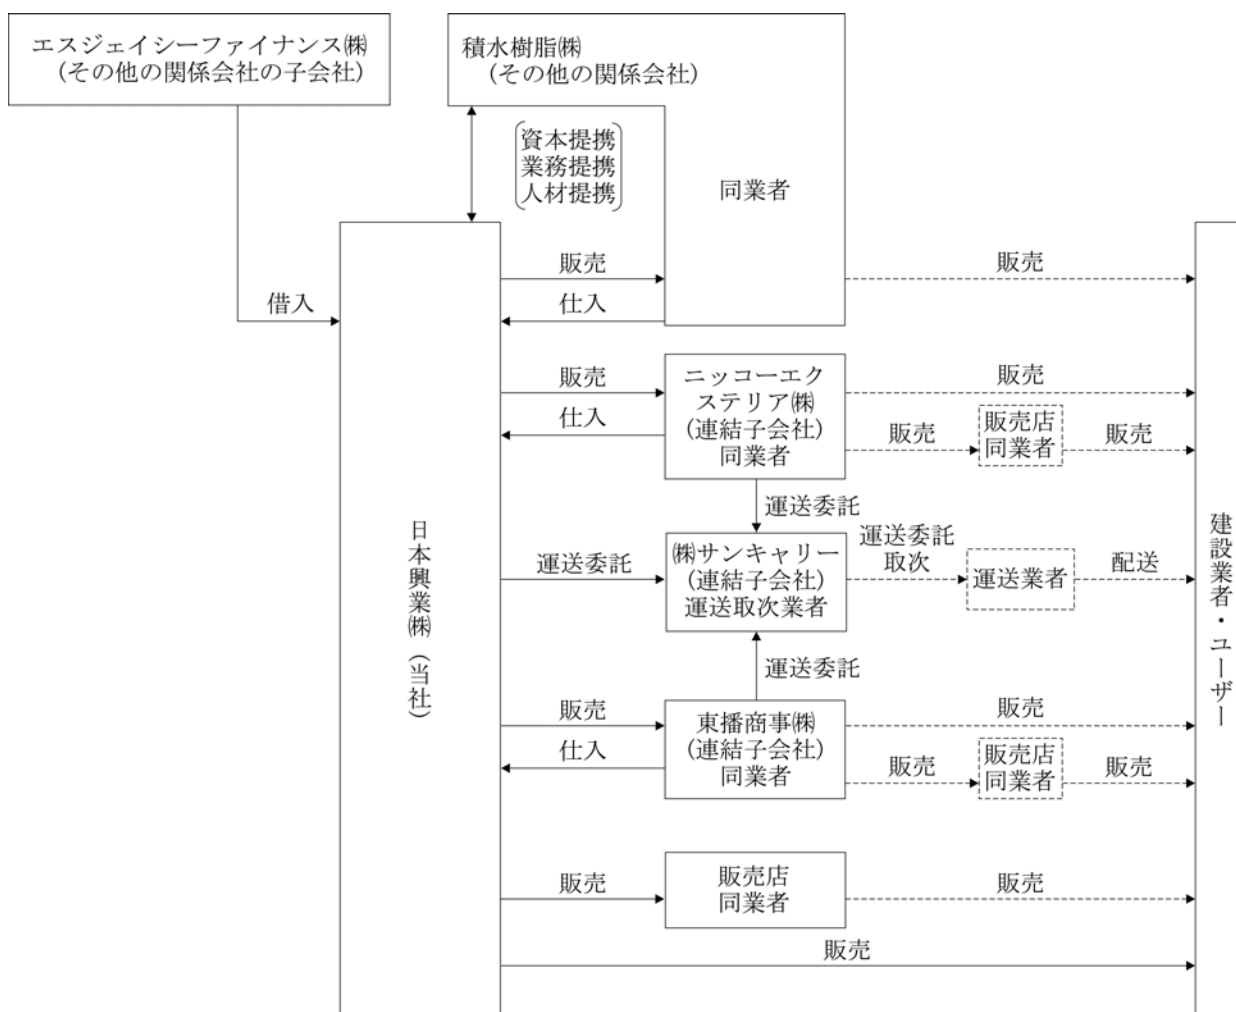 エスジェイシーファイナンス㈱
(その他の関係会社の子会社)
積水樹脂㈱
(その他の関係会社)
資本提携
業務提携
人材提携
同業者
販売
販売
借入
仕入
販売
ニッコーエク
ステリア㈱
(連結子会社)
同業者
販売
仕入
販売
販売店
同業者
販売
運送委託
日本興業㈱(当社)
運送委託
㈱サンキャリー
(連結子会社)
運送取次業者
運送委託
取次
運送業者
配送
建設業者・ユーザー
運送委託
販売
東播商事㈱
(連結子会社)
同業者
販売
仕入
販売
販売店
同業者
販売
販売
販売店
同業者
販売
販売